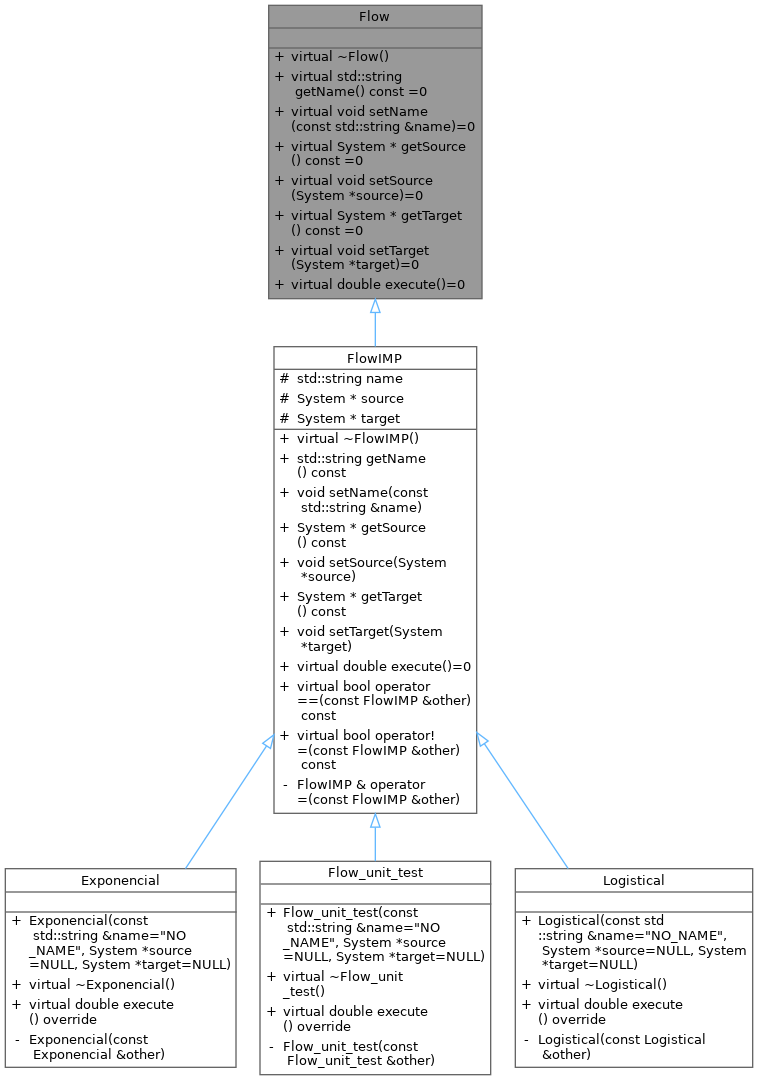 Flow
+ virtual ~Flow()
+ virtual std::string
getName() const =0
+ virtual void setName
(const std::string &name)=0
+ virtual System * getSource
() const =0
+ virtual void setSource
(System *source)=0
+ virtual System * getTarget
() const =0
+ virtual void setTarget
(System *target)=0
+ virtual double execute()=0
FlowIMP
# std::string name
# System * source
# System * target
+ virtual ~FlowIMP()
+ std::string getName
() const
+ void setName(const
std::string &name)
+ System * getSource
() const
+ void setSource(System
*source)
+ System * getTarget
() const
+ void setTarget(System
*target)
+ virtual double execute()=0
+ virtual bool operator
==(const FlowIMP &other)
const
+ virtual bool operator!
=(const FlowIMP &other)
const
- FlowIMP & operator
=(const FlowIMP &other)
Exponencial
+ Exponencial(const
std::string &name="NO
_NAME", System *source
=NULL, System *target=NULL)
+ virtual ~Exponencial()
+ virtual double execute
() override
- Exponencial(const
Exponencial &other)
Flow_unit_test
+ Flow_unit_test(const
std::string &name="NO
_NAME", System *source
=NULL, System *target=NULL)
+ virtual ~Flow_unit
_test()
+ virtual double execute
() override
- Flow_unit_test(const
Flow_unit_test &other)
Logistical
+ Logistical(const std
::string &name="NO_NAME",
System *source=NULL, System
*target=NULL)
+ virtual ~Logistical()
+ virtual double execute
() override
- Logistical(const Logistical
&other)